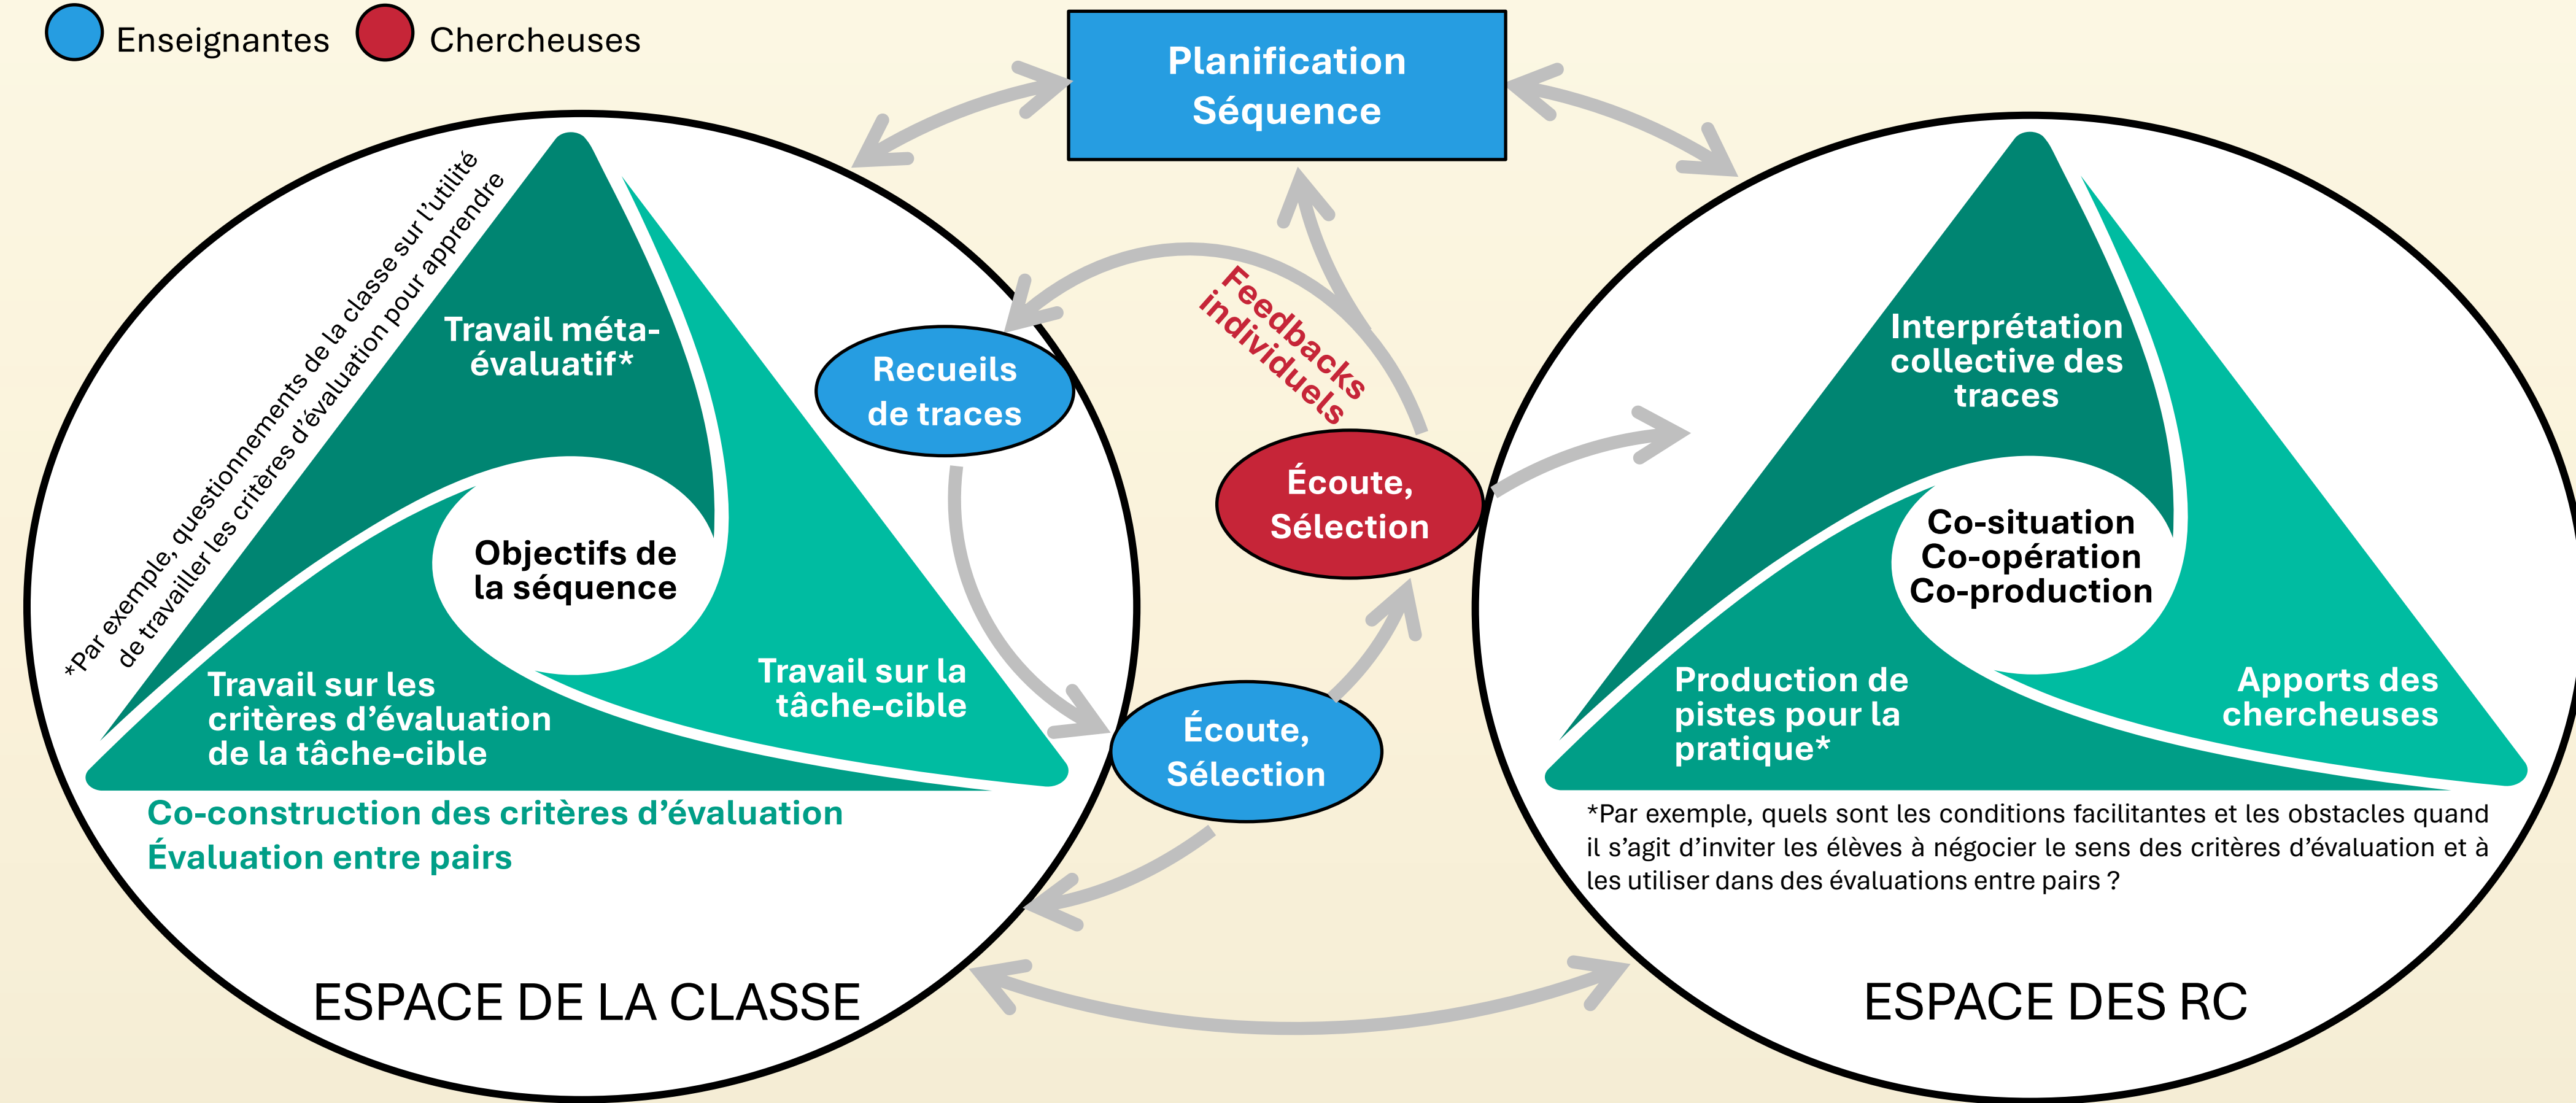 Enseignantes
Chercheuses
Planification
Séquence
*Par exemple, questionnements de la classe sur l’utilité
de travailler les critères d’évaluation pour apprendre
Travail méta-
évaluatif*
Objectifs de
la séquence
Travail sur les
critères d’évaluation
de la tâche-cible
Travail sur la
tâche-cible
Co-construction des critères d’évaluation
Évaluation entre pairs
ESPACE DE LA CLASSE
Recueils
de traces
Feedbacks
individuels
Écoute,
Sélection
Écoute,
Sélection
Interprétation
collective des
traces
Co-situation
Co-opération
Co-production
Production de
pistes pour la
pratique*
Apports des
chercheuses
*Par exemple, quels sont les conditions facilitantes et les obstacles quand
il s’agit d’inviter les élèves à négocier le sens des critères d’évaluation et à
les utiliser dans des évaluations entre pairs ?
ESPACE DES RC